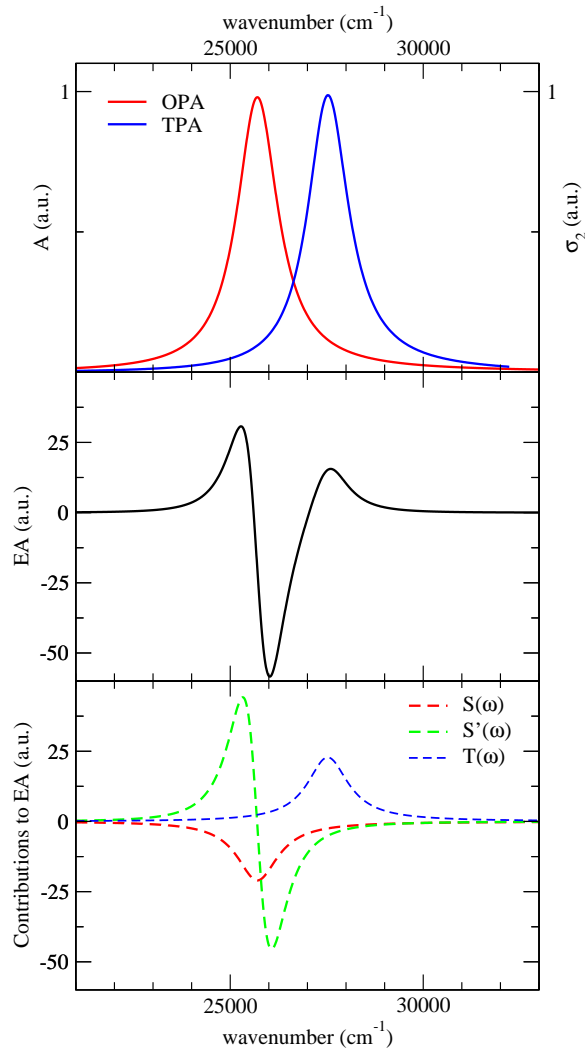 wavenumber (cm⁻¹)
25000 30000
1 1
OPA
TPA
A (a.u.)
σ₂ (a.u.)
25
0
-25
-50
EA (a.u.)
S(ω)
S’(ω)
T(ω)
25
0
-25
-50
Contributions to EA (a.u.)
25000 30000
wavenumber (cm⁻¹)